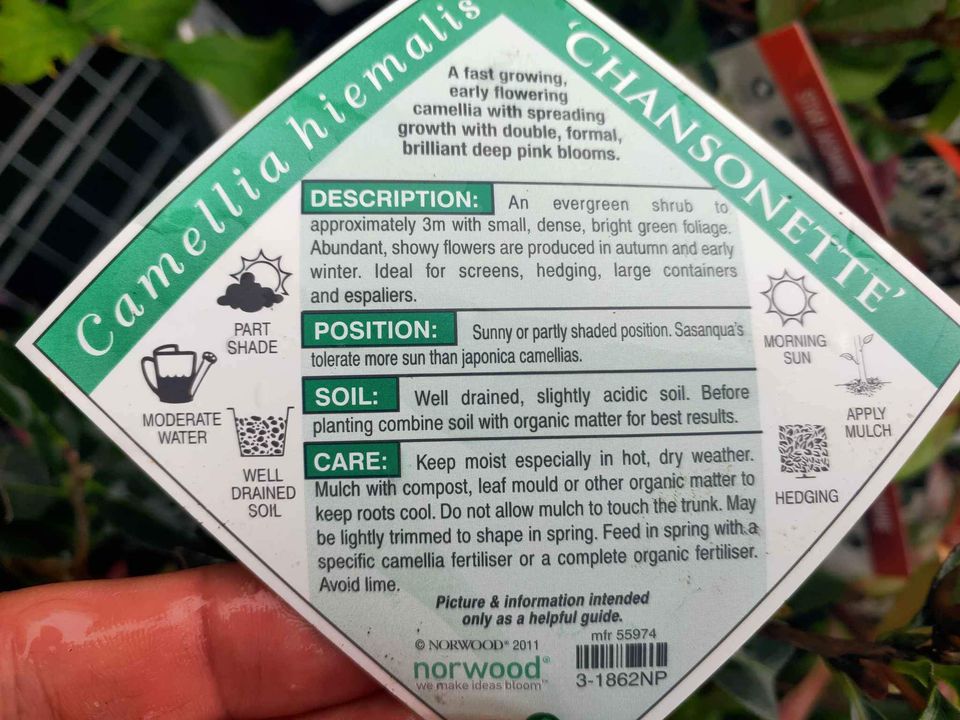 Camellia hiemalis
'CHANSONETTE'
A fast growing,
early flowering
camellia with spreading
growth with double, formal,
brilliant deep pink blooms.
DESCRIPTION: An evergreen shrub to
approximately 3m with small, dense, bright green foliage.
Abundant, showy flowers are produced in autumn and early
winter. Ideal for screens, hedging, large containers
and espaliers.
POSITION: Sunny or partly shaded position. Sasanqua's
tolerate more sun than japonica camellias.
SOIL: Well drained, slightly acidic soil. Before
planting combine soil with organic matter for best results.
CARE: Keep moist especially in hot, dry weather.
Mulch with compost, leaf mould or other organic matter to
keep roots cool. Do not allow mulch to touch the trunk. May
be lightly trimmed to shape in spring. Feed in spring with a
specific camellia fertiliser or a complete organic fertiliser.
Avoid lime.
PART
SHADE
MODERATE
WATER
WELL
DRAINED
SOIL
MORNING
SUN
APPLY
MULCH
HEDGING
Picture & information intended
only as a helpful guide.
© NORWOOD® 2011
norwood®
we make ideas bloom™
mfr 55974
3-1862NP